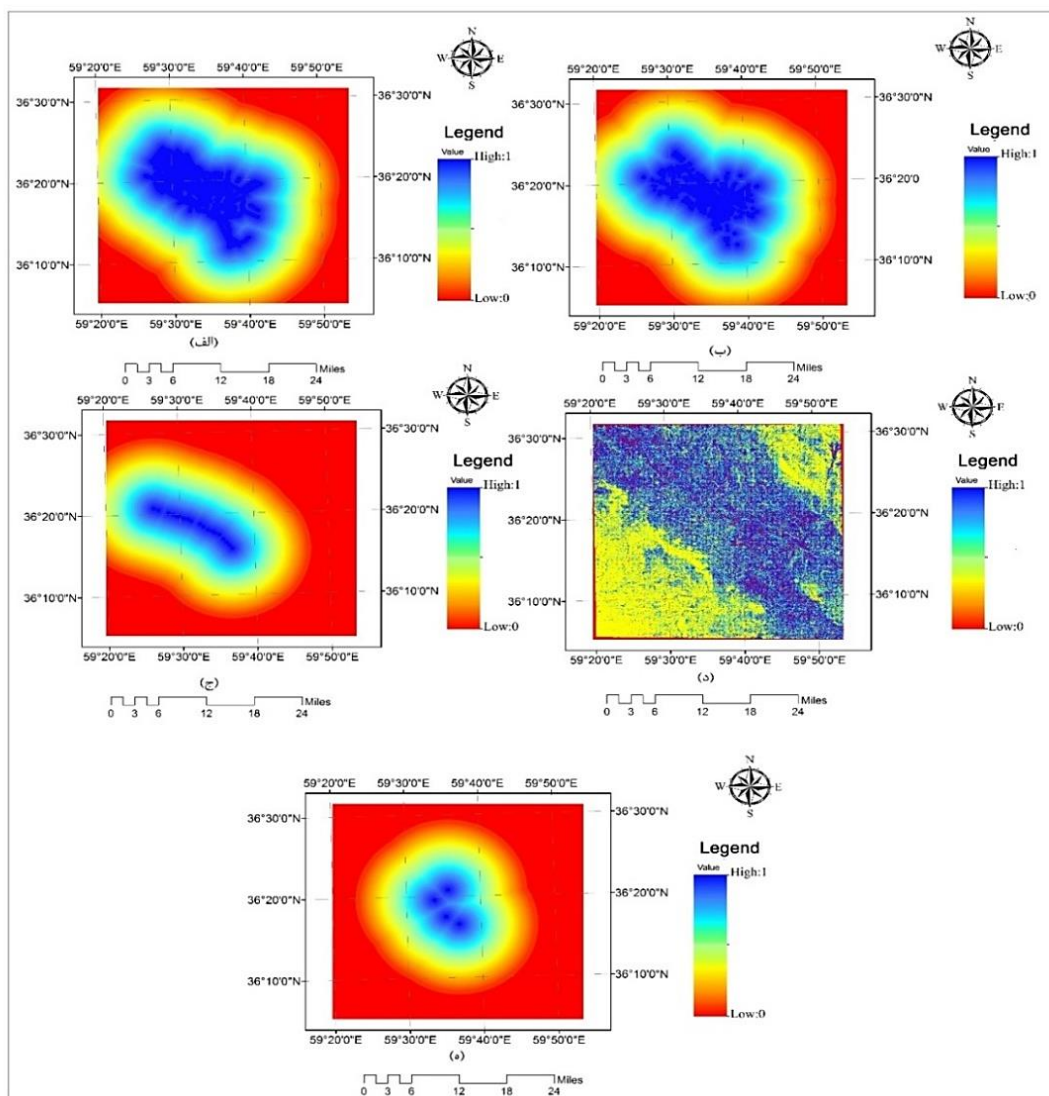 N
W E
S
59°20'0"E 59°30'0"E 59°40'0"E 59°50'0"E
36°30'0"N 36°30'0"N
Legend
Value
High:1
36°20'0"N 36°20'0"N
36°10'0"N 36°10'0"N
Low:0
59°20'0"E 59°30'0"E 59°40'0"E 59°50'0"E
(الف)
Miles
0 3 6 12 18 24
N
W E
S
59°20'0"E 59°30'0"E 59°40'0"E 59°50'0"E
36°30'0"N 36°30'0"N
Legend
Value
High:1
36°20'0"N 36°20'0
36°10'0"N 36°10'0"N
Low:0
59°20'0"E 59°30'0"E 59°40'0"E 59°50'0"E
(ب)
Miles
0 3 6 12 18 24
N
W E
S
59°20'0"E 59°30'0"E 59°40'0"E 59°50'0"E
36°30'0"N 36°30'0"N
Legend
Value
High:1
36°20'0"N 36°20'0"N
36°10'0"N 36°10'0"N
Low:0
59°20'0"E 59°30'0"E 59°40'0"E 59°50'0"E
(ج)
Miles
0 3 6 12 18 24
N
W E
S
59°20'0"E 59°30'0"E 59°40'0"E 59°50'0"E
36°30'0"N 36°30'0"N
Legend
Value
High:1
36°20'0"N 36°20'0"N
36°10'0"N 36°10'0"N
Low:0
59°20'0"E 59°30'0"E 59°40'0"E 59°50'0"E
(د)
Miles
0 3 6 12 18 24
N
W E
S
59°20'0"E 59°30'0"E 59°40'0"E 59°50'0"E
36°30'0"N 36°30'0"N
Legend
Value
High:1
36°20'0"N 36°20'0"N
36°10'0"N 36°10'0"N
Low:0
59°20'0"E 59°30'0"E 59°40'0"E 59°50'0"E
(ه)
Miles
0 3 6 12 18 24